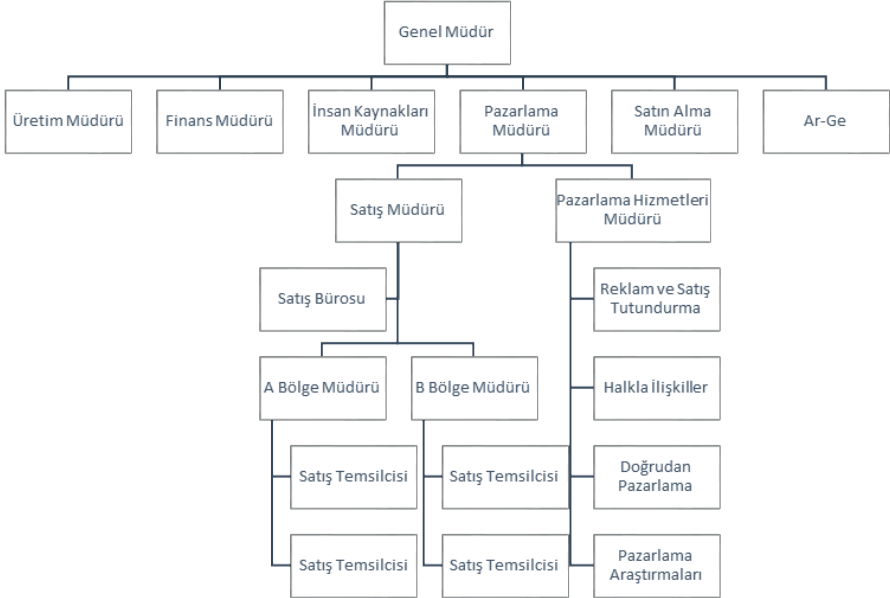 Genel Müdür
Üretim Müdürü
Finans Müdürü
İnsan Kaynakları
Müdürü
Pazarlama
Müdürü
Satın Alma
Müdürü
Ar-Ge
Satış Müdürü
Pazarlama Hizmetleri
Müdürü
Satış Bürosu
Reklam ve Satış
Tutundurma
A Bölge Müdürü
B Bölge Müdürü
Halkla İlişkiller
Satış Temsilcisi
Satış Temsilcisi
Doğrudan
Pazarlama
Satış Temsilcisi
Satış Temsilcisi
Pazarlama
Araştırmaları